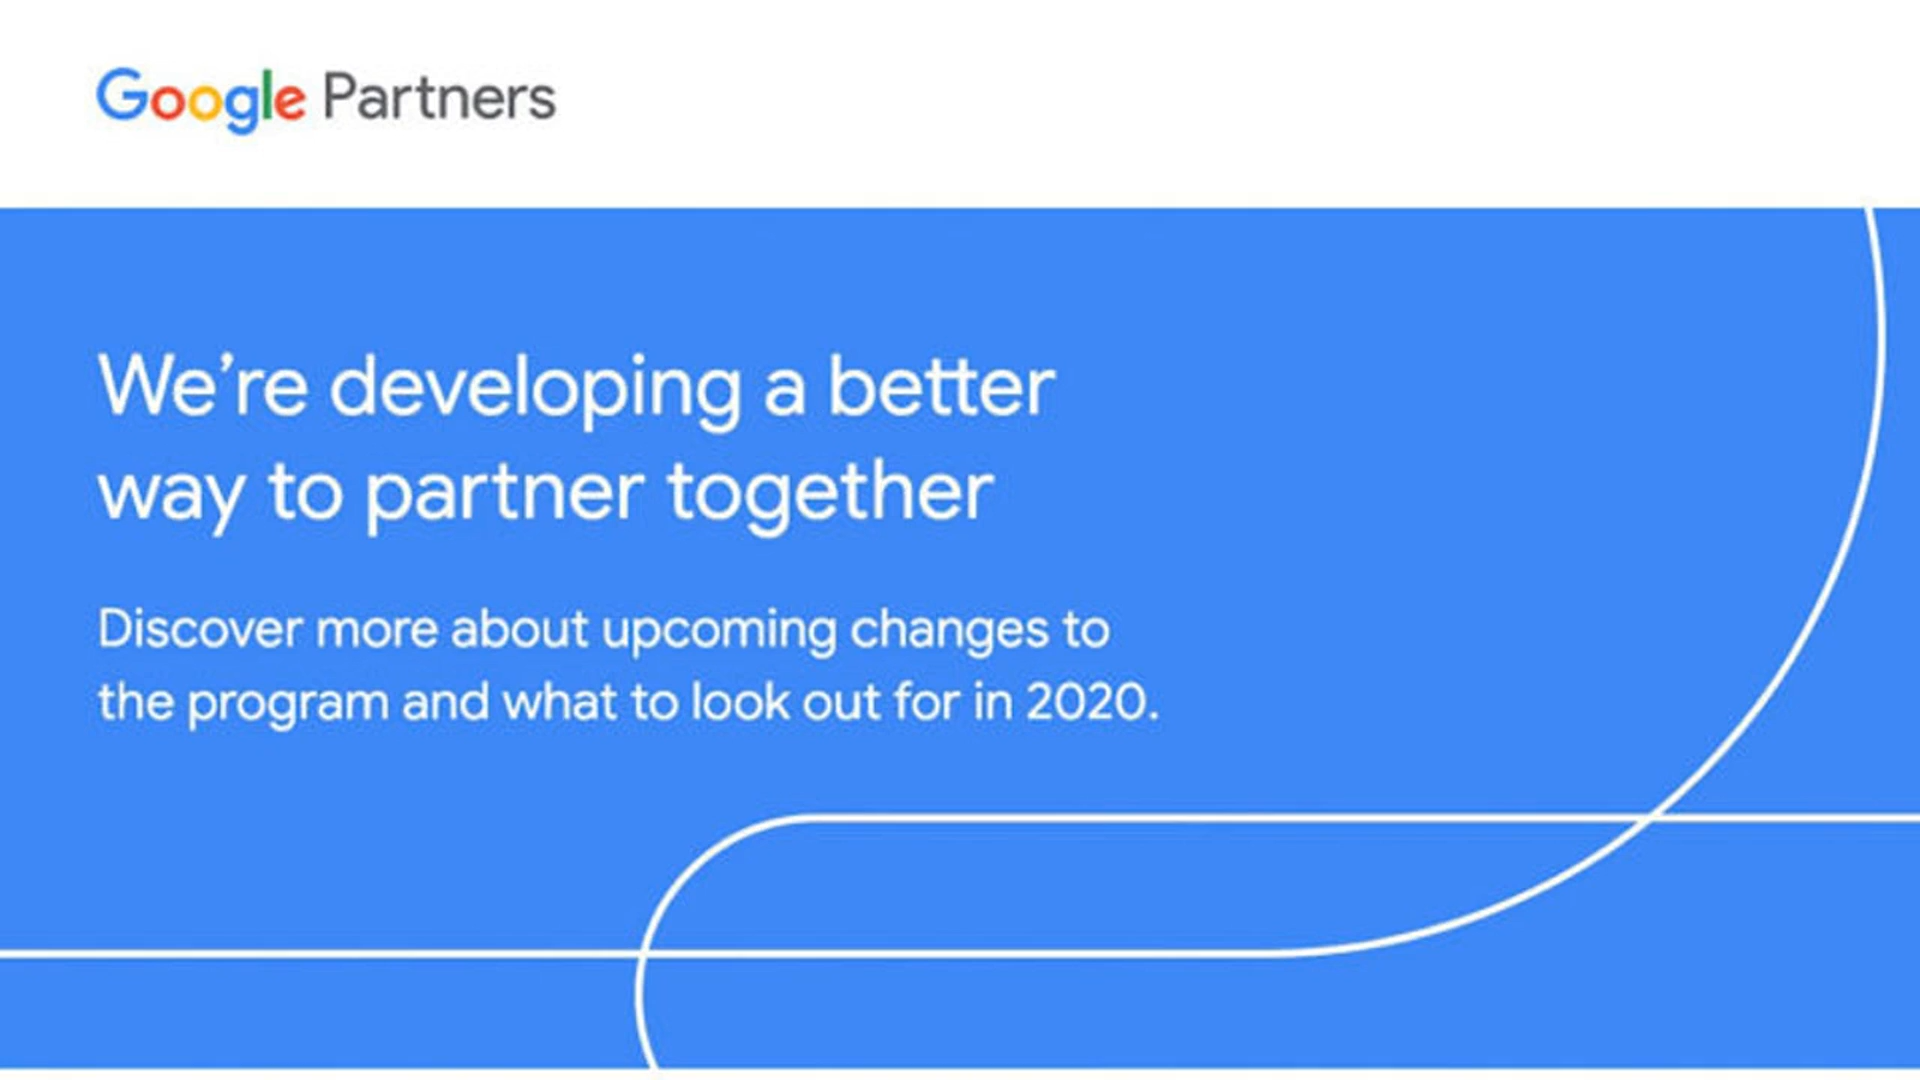 Google Partners
We’re developing a better
way to partner together
Discover more about upcoming changes to
the program and what to look out for in 2020.